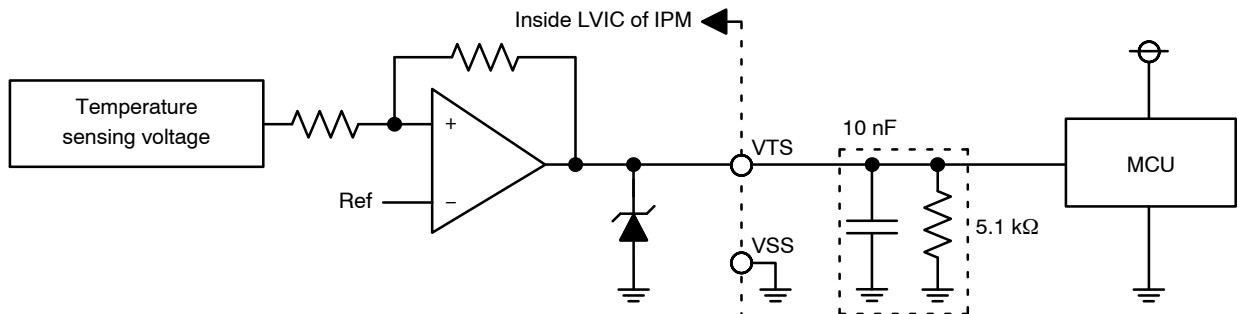 Inside LVIC of IPM
Temperature
sensing voltage
+
−
Ref
VTS
VSS
10 nF
5.1 kΩ
MCU